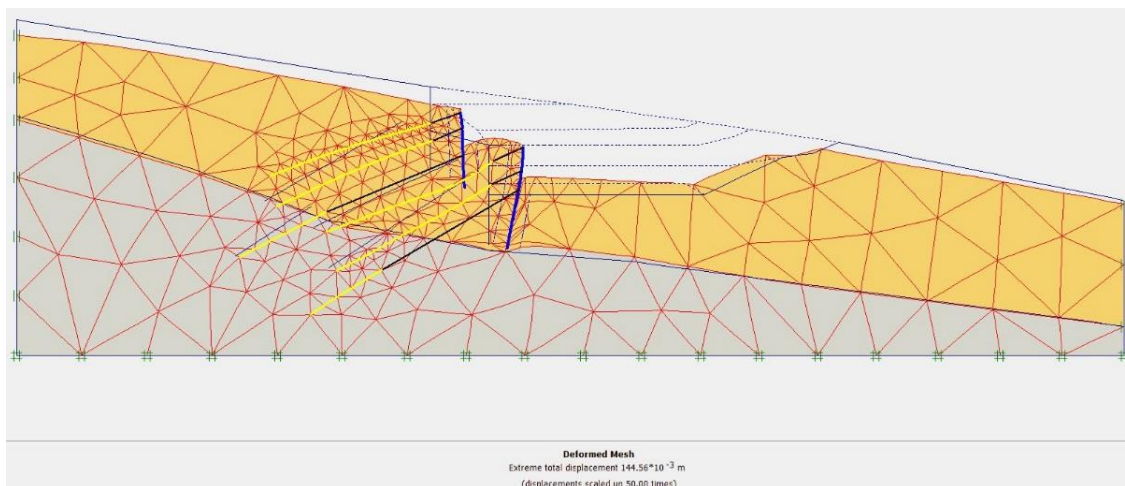 Deformed Mesh
Extreme total displacement 144.56*10 -3 m
(displacements scaled up 50.00 times)